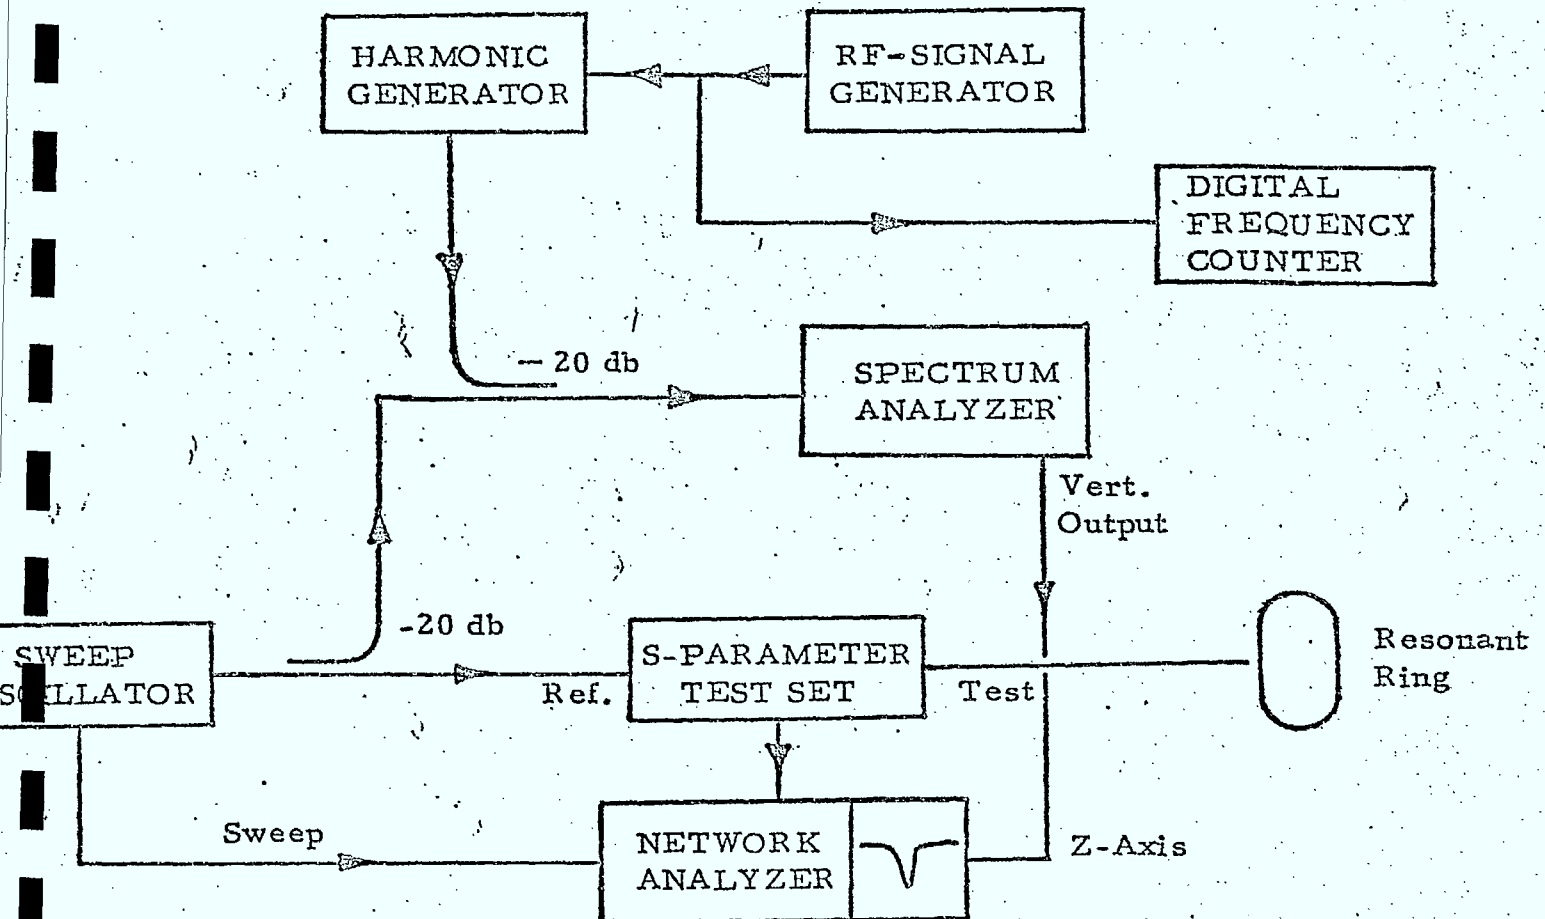 HARMONIC
GENERATOR
RF-SIGNAL
GENERATOR
DIGITAL
FREQUENCY
COUNTER
- 20 db
SPECTRUM
ANALYZER
Vert.
Output
-20 db
SWEEP
Ref.
S-PARAMETER
TEST SET
Test
Resonant
Ring
Sweep
NETWORK
ANALYZER
Z-Axis